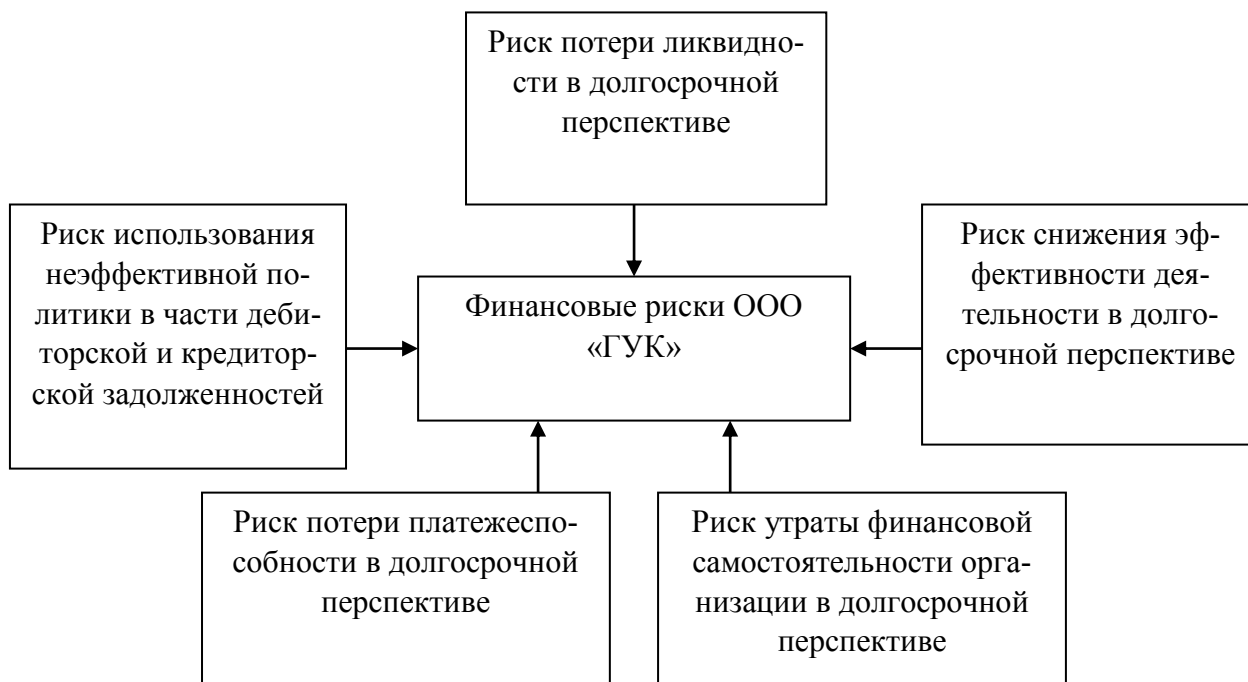 Риск потери ликвидно-
сти в долгосрочной
перспективе
Риск использования
неэффективной по-
литики в части деби-
торской и кредитор-
ской задолженностей
Финансовые риски ООО
«ГУК»
Риск снижения эф-
фективности дея-
тельности в долго-
срочной перспективе
Риск потери платежеспо-
собности в долгосрочной
перспективе
Риск утраты финансовой
самостоятельности орга-
низации в долгосрочной
перспективе